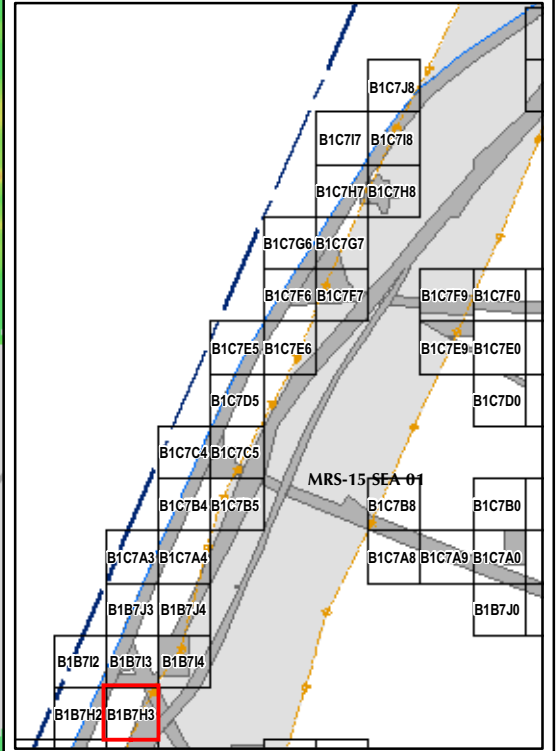 B1C7J8
B1C7I7 B1C7I8
B1C7H7 B1C7H8
B1C7G6 B1C7G7
B1C7F6 B1C7F7 B1C7F9 B1C7F0
B1C7E5 B1C7E6 B1C7E9 B1C7E0
B1C7D5 B1C7D0
B1C7C4 B1C7C5
MRS-15 SEA 01
B1C7B4 B1C7B5 B1C7B8 B1C7B0
B1C7A3 B1C7A4 B1C7A8 B1C7A9 B1C7A0
B1B7J3 B1B7J4 B1B7J0
B1B7I2 B1B7I3 B1B7I4
B1B7H2 B1B7H3